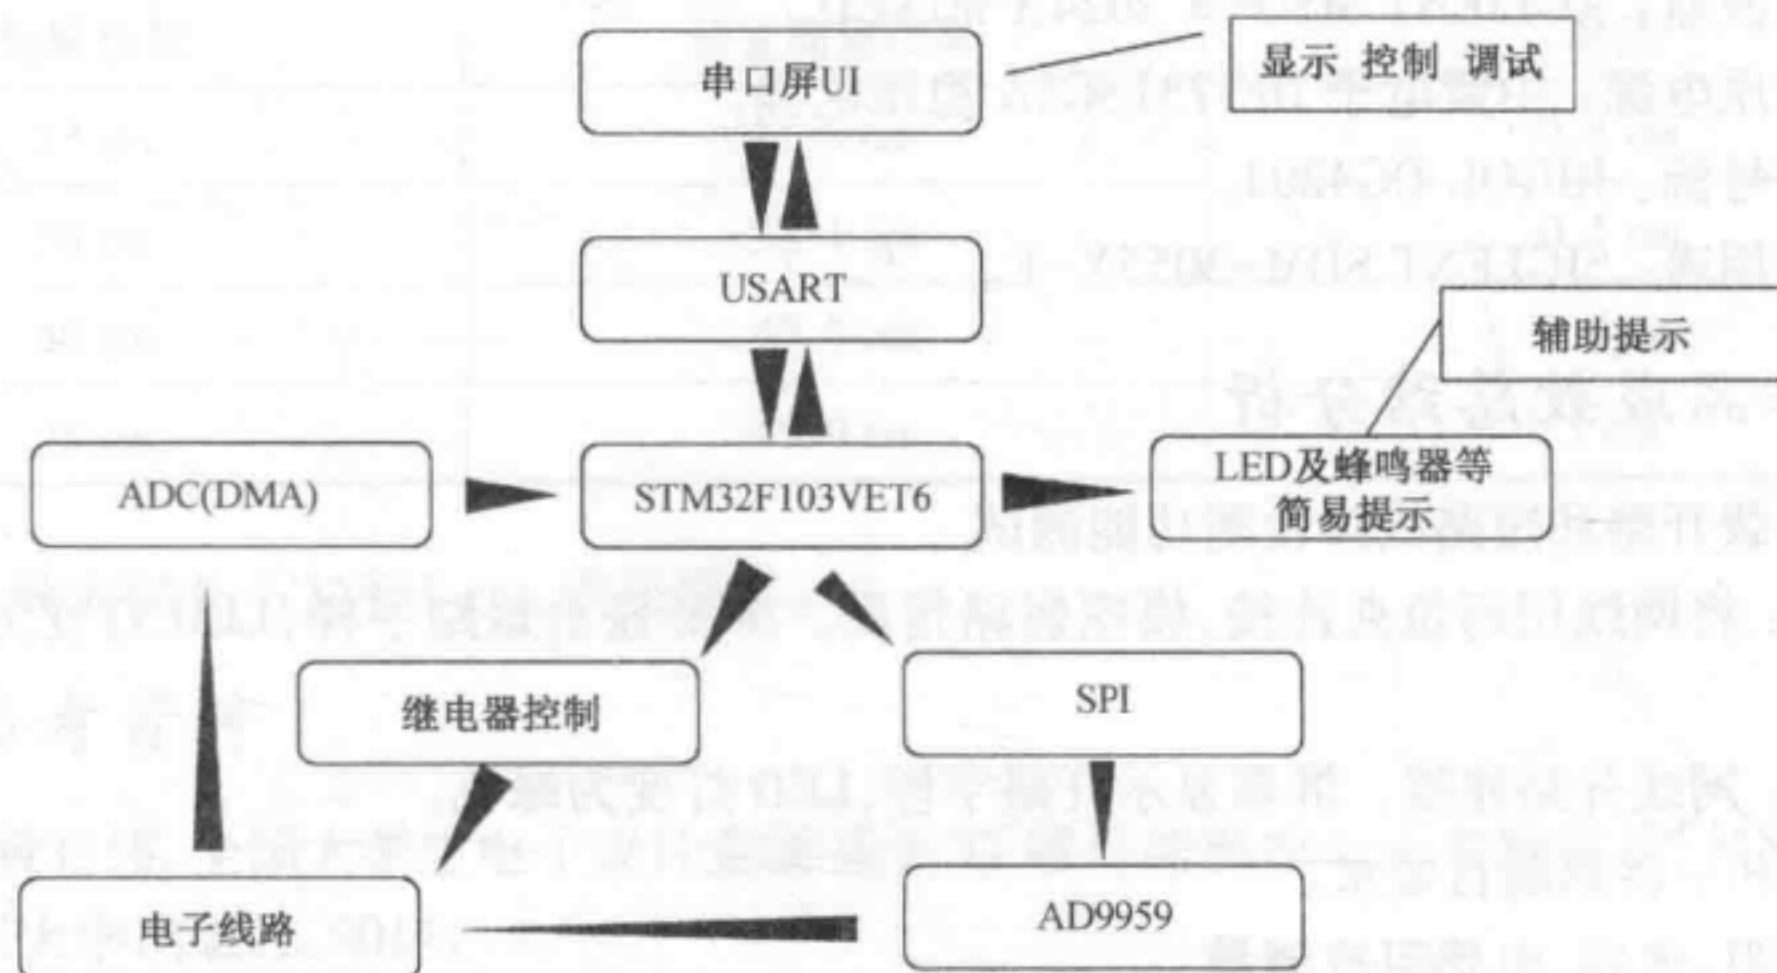 串口屏UI
显示 控制 调试
USART
辅助提示
ADC(DMA)
STM32F103VET6
LED及蜂鸣器等
简易提示
继电器控制
SPI
电子线路
AD9959